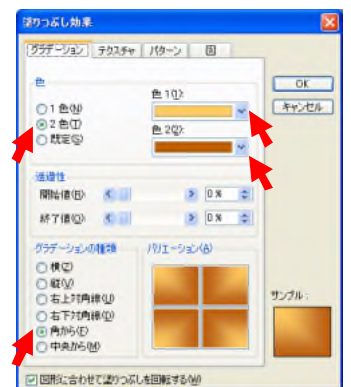 塗りつぶし効果
グラデーション テクスチャ パターン 図
色
1 色(N)
2 色(T)
既定(S)
色 1(1):
色 2(2):
OK
キャンセル
透過性
開始値(B) 0 %
終了値(O) 0 %
グラデーションの種類
横(Z)
縦(V)
右上対角線(U)
右下対角線(D)
角から(F)
中央から(M)
バリエーション(A)
サンプル:
図形に合わせて塗りつぶしを回転する(W)